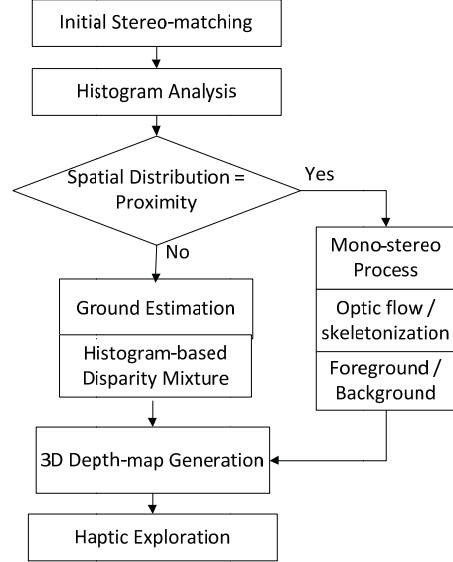 Initial Stereo-matching
Histogram Analysis
Spatial Distribution =
Proximity
Yes
No
Mono-stereo
Process
Optic flow /
skeletonization
Foreground /
Background
Ground Estimation
Histogram-based
Disparity Mixture
3D Depth-map Generation
Haptic Exploration